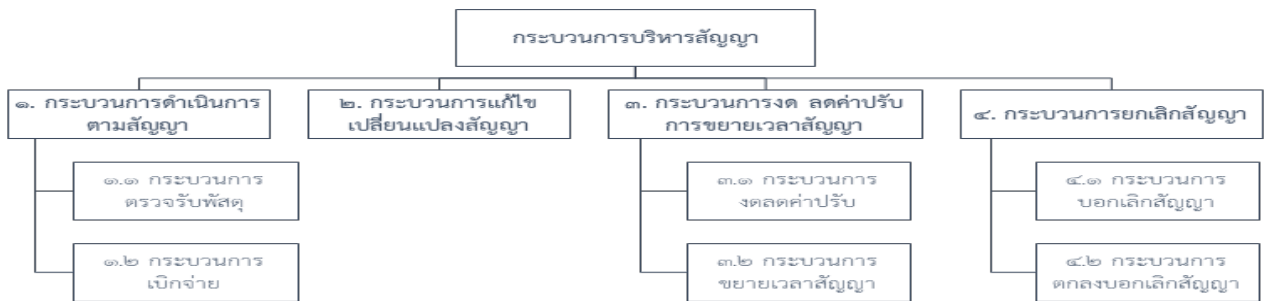 กระบวนการบริหารสัญญา
๑. กระบวนการดำเนินการ
ตามสัญญา
๒. กระบวนการแก้ไข
เปลี่ยนแปลงสัญญา
๓. กระบวนการงด ลดค่าปรับ
การขยายเวลาสัญญา
๔. กระบวนการยกเลิกสัญญา
๑.๑ กระบวนการ
ตรวจรับพัสดุ
๓.๑ กระบวนการ
งดลดค่าปรับ
๔.๑ กระบวนการ
บอกเลิกสัญญา
๑.๒ กระบวนการ
เบิกจ่าย
๓.๒ กระบวนการ
ขยายเวลาสัญญา
๔.๒ กระบวนการ
ตกลงบอกเลิกสัญญา